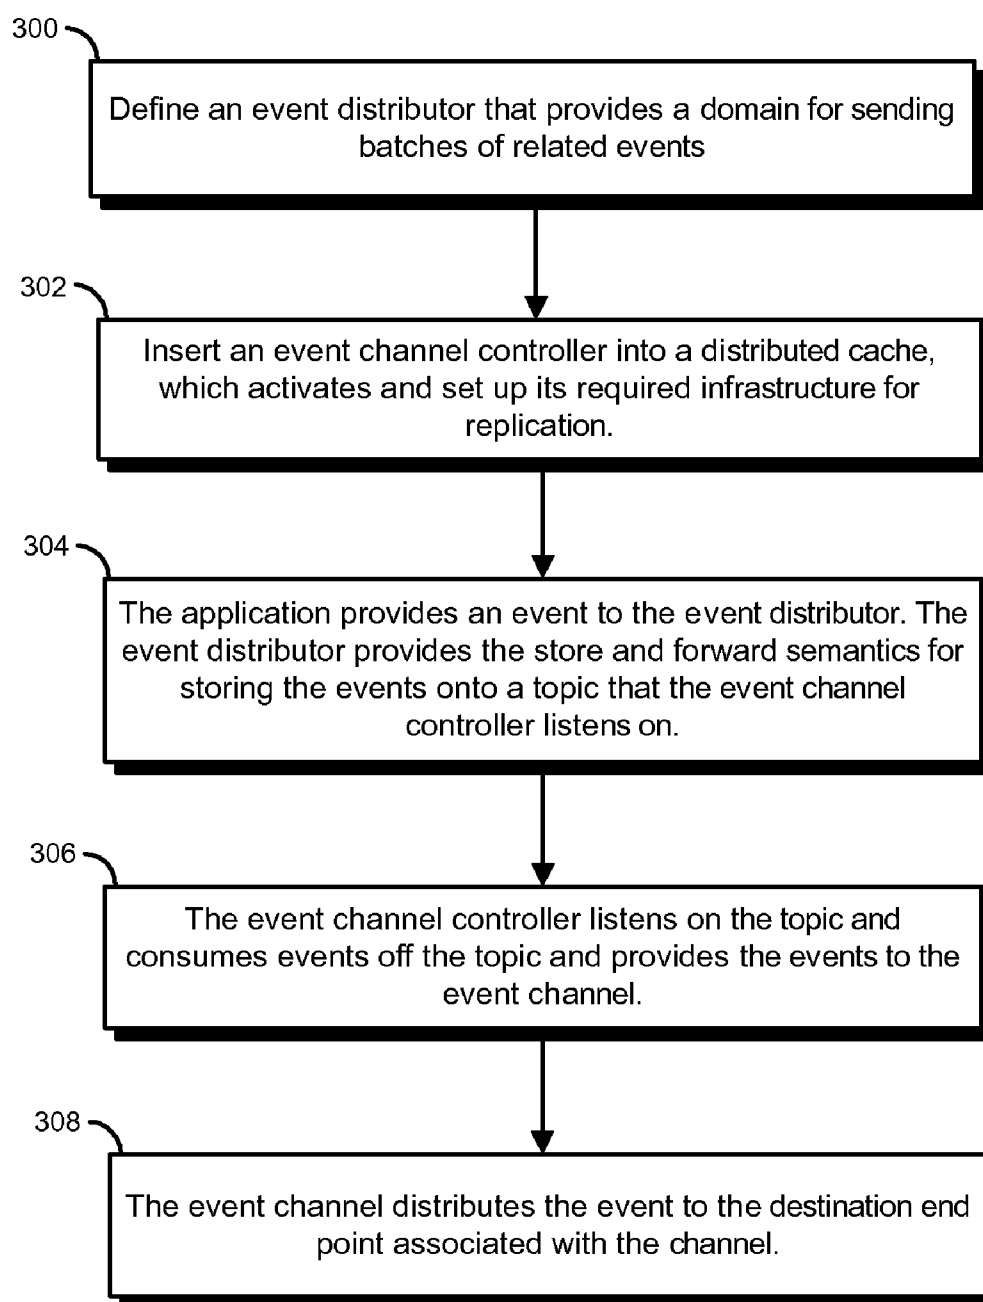 300
Define an event distributor that provides a domain for sending
batches of related events
302
Insert an event channel controller into a distributed cache,
which activates and set up its required infrastructure for
replication.
304
The application provides an event to the event distributor. The
event distributor provides the store and forward semantics for
storing the events onto a topic that the event channel
controller listens on.
306
The event channel controller listens on the topic and
consumes events off the topic and provides the events to the
event channel.
308
The event channel distributes the event to the destination end
point associated with the channel.